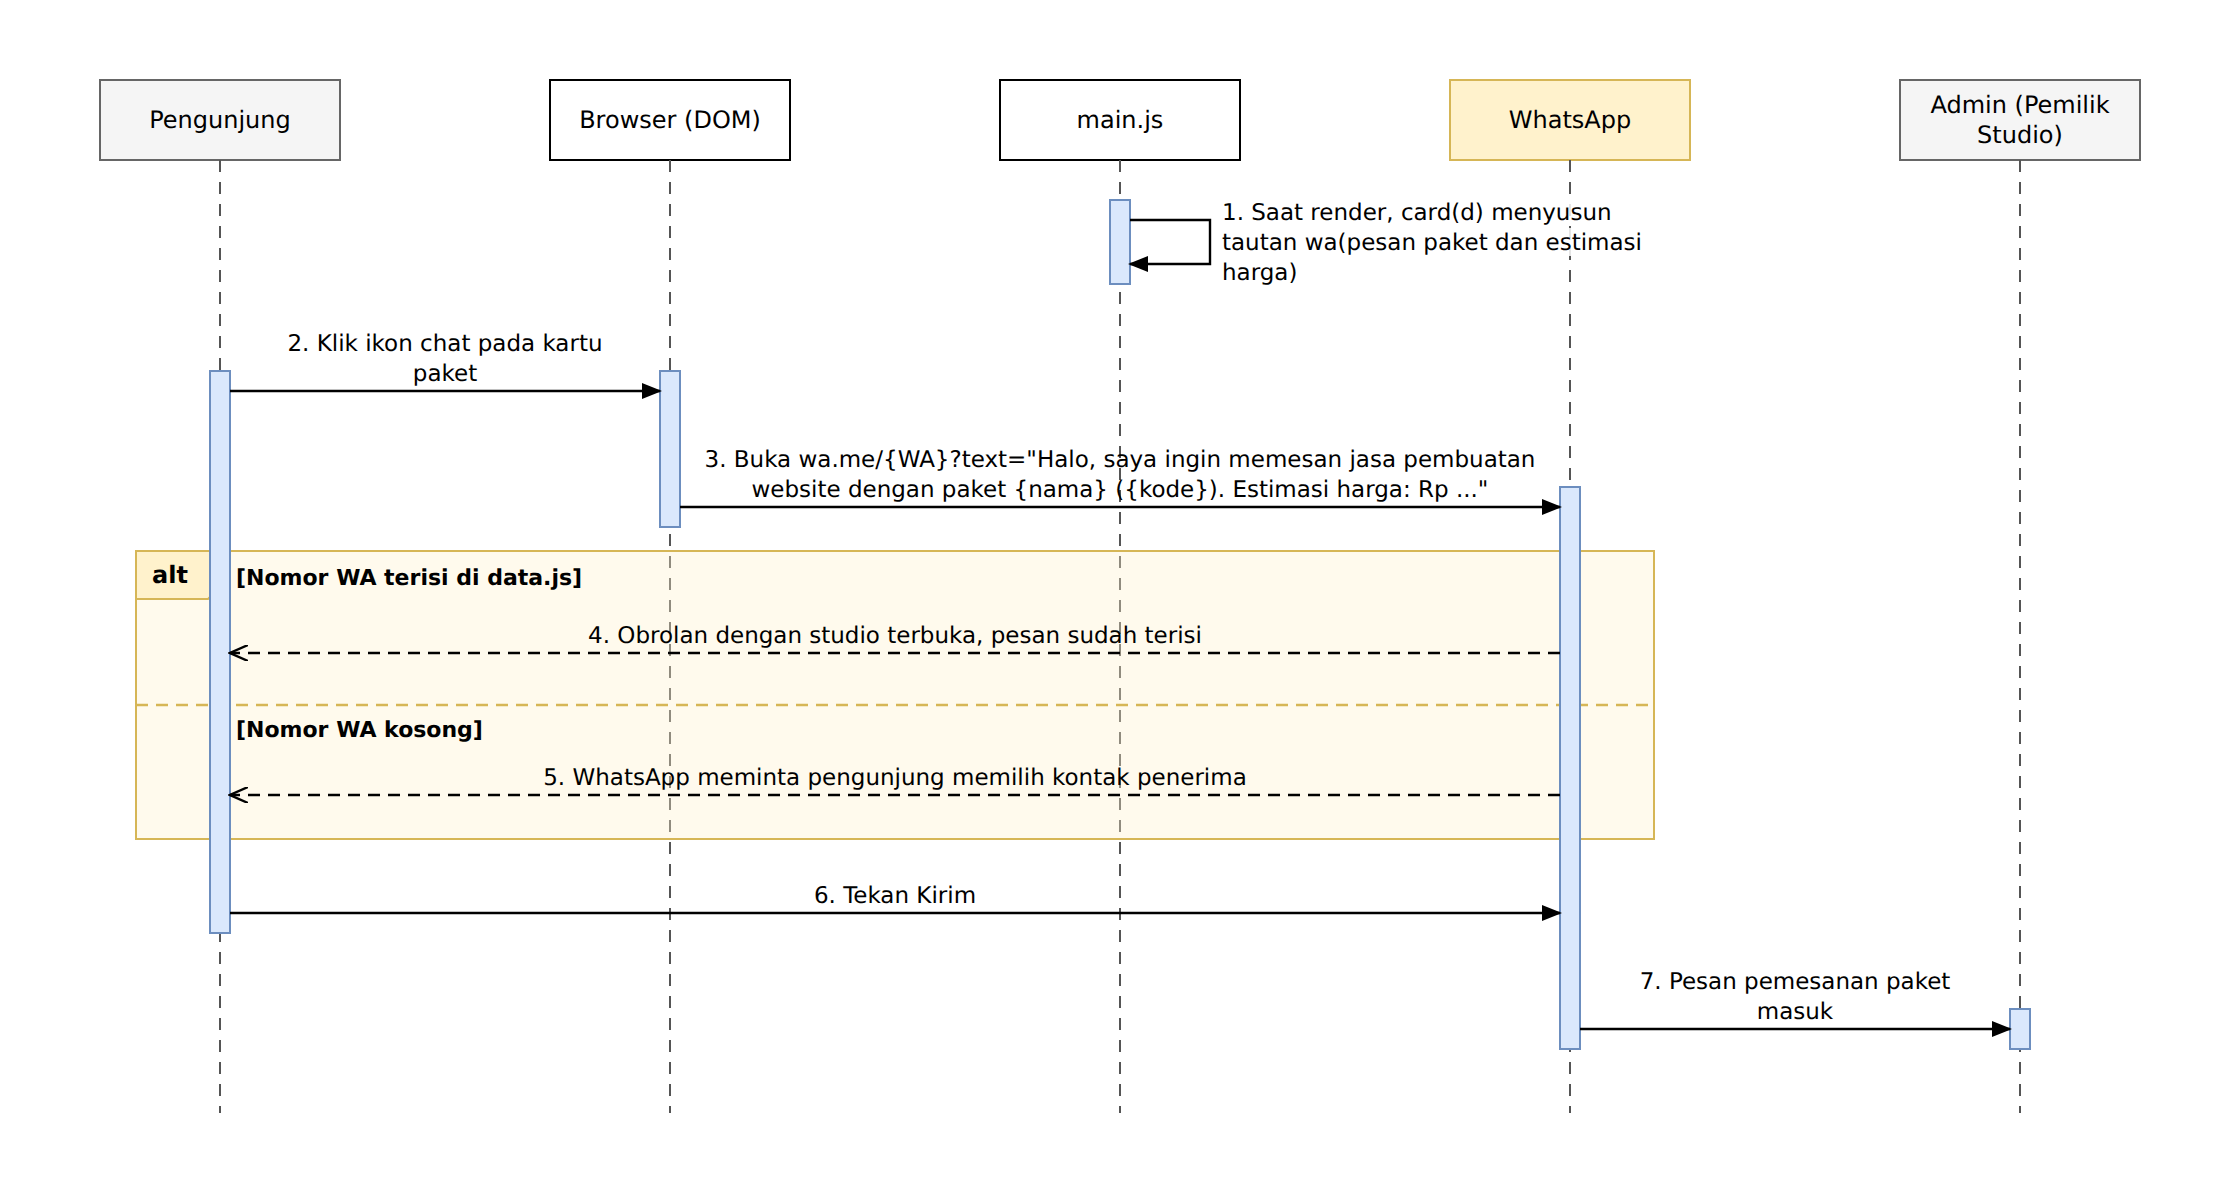 Pengunjung
Browser (DOM)
main.js
WhatsApp
Admin (Pemilik
Studio)
1. Saat render, card(d) menyusun
tautan wa(pesan paket dan estimasi
harga)
2. Klik ikon chat pada kartu
paket
3. Buka wa.me/{WA}?text="Halo, saya ingin memesan jasa pembuatan
website dengan paket {nama} ({kode}). Estimasi harga: Rp ..."
alt
[Nomor WA terisi di data.js]
4. Obrolan dengan studio terbuka, pesan sudah terisi
[Nomor WA kosong]
5. WhatsApp meminta pengunjung memilih kontak penerima
6. Tekan Kirim
7. Pesan pemesanan paket
masuk